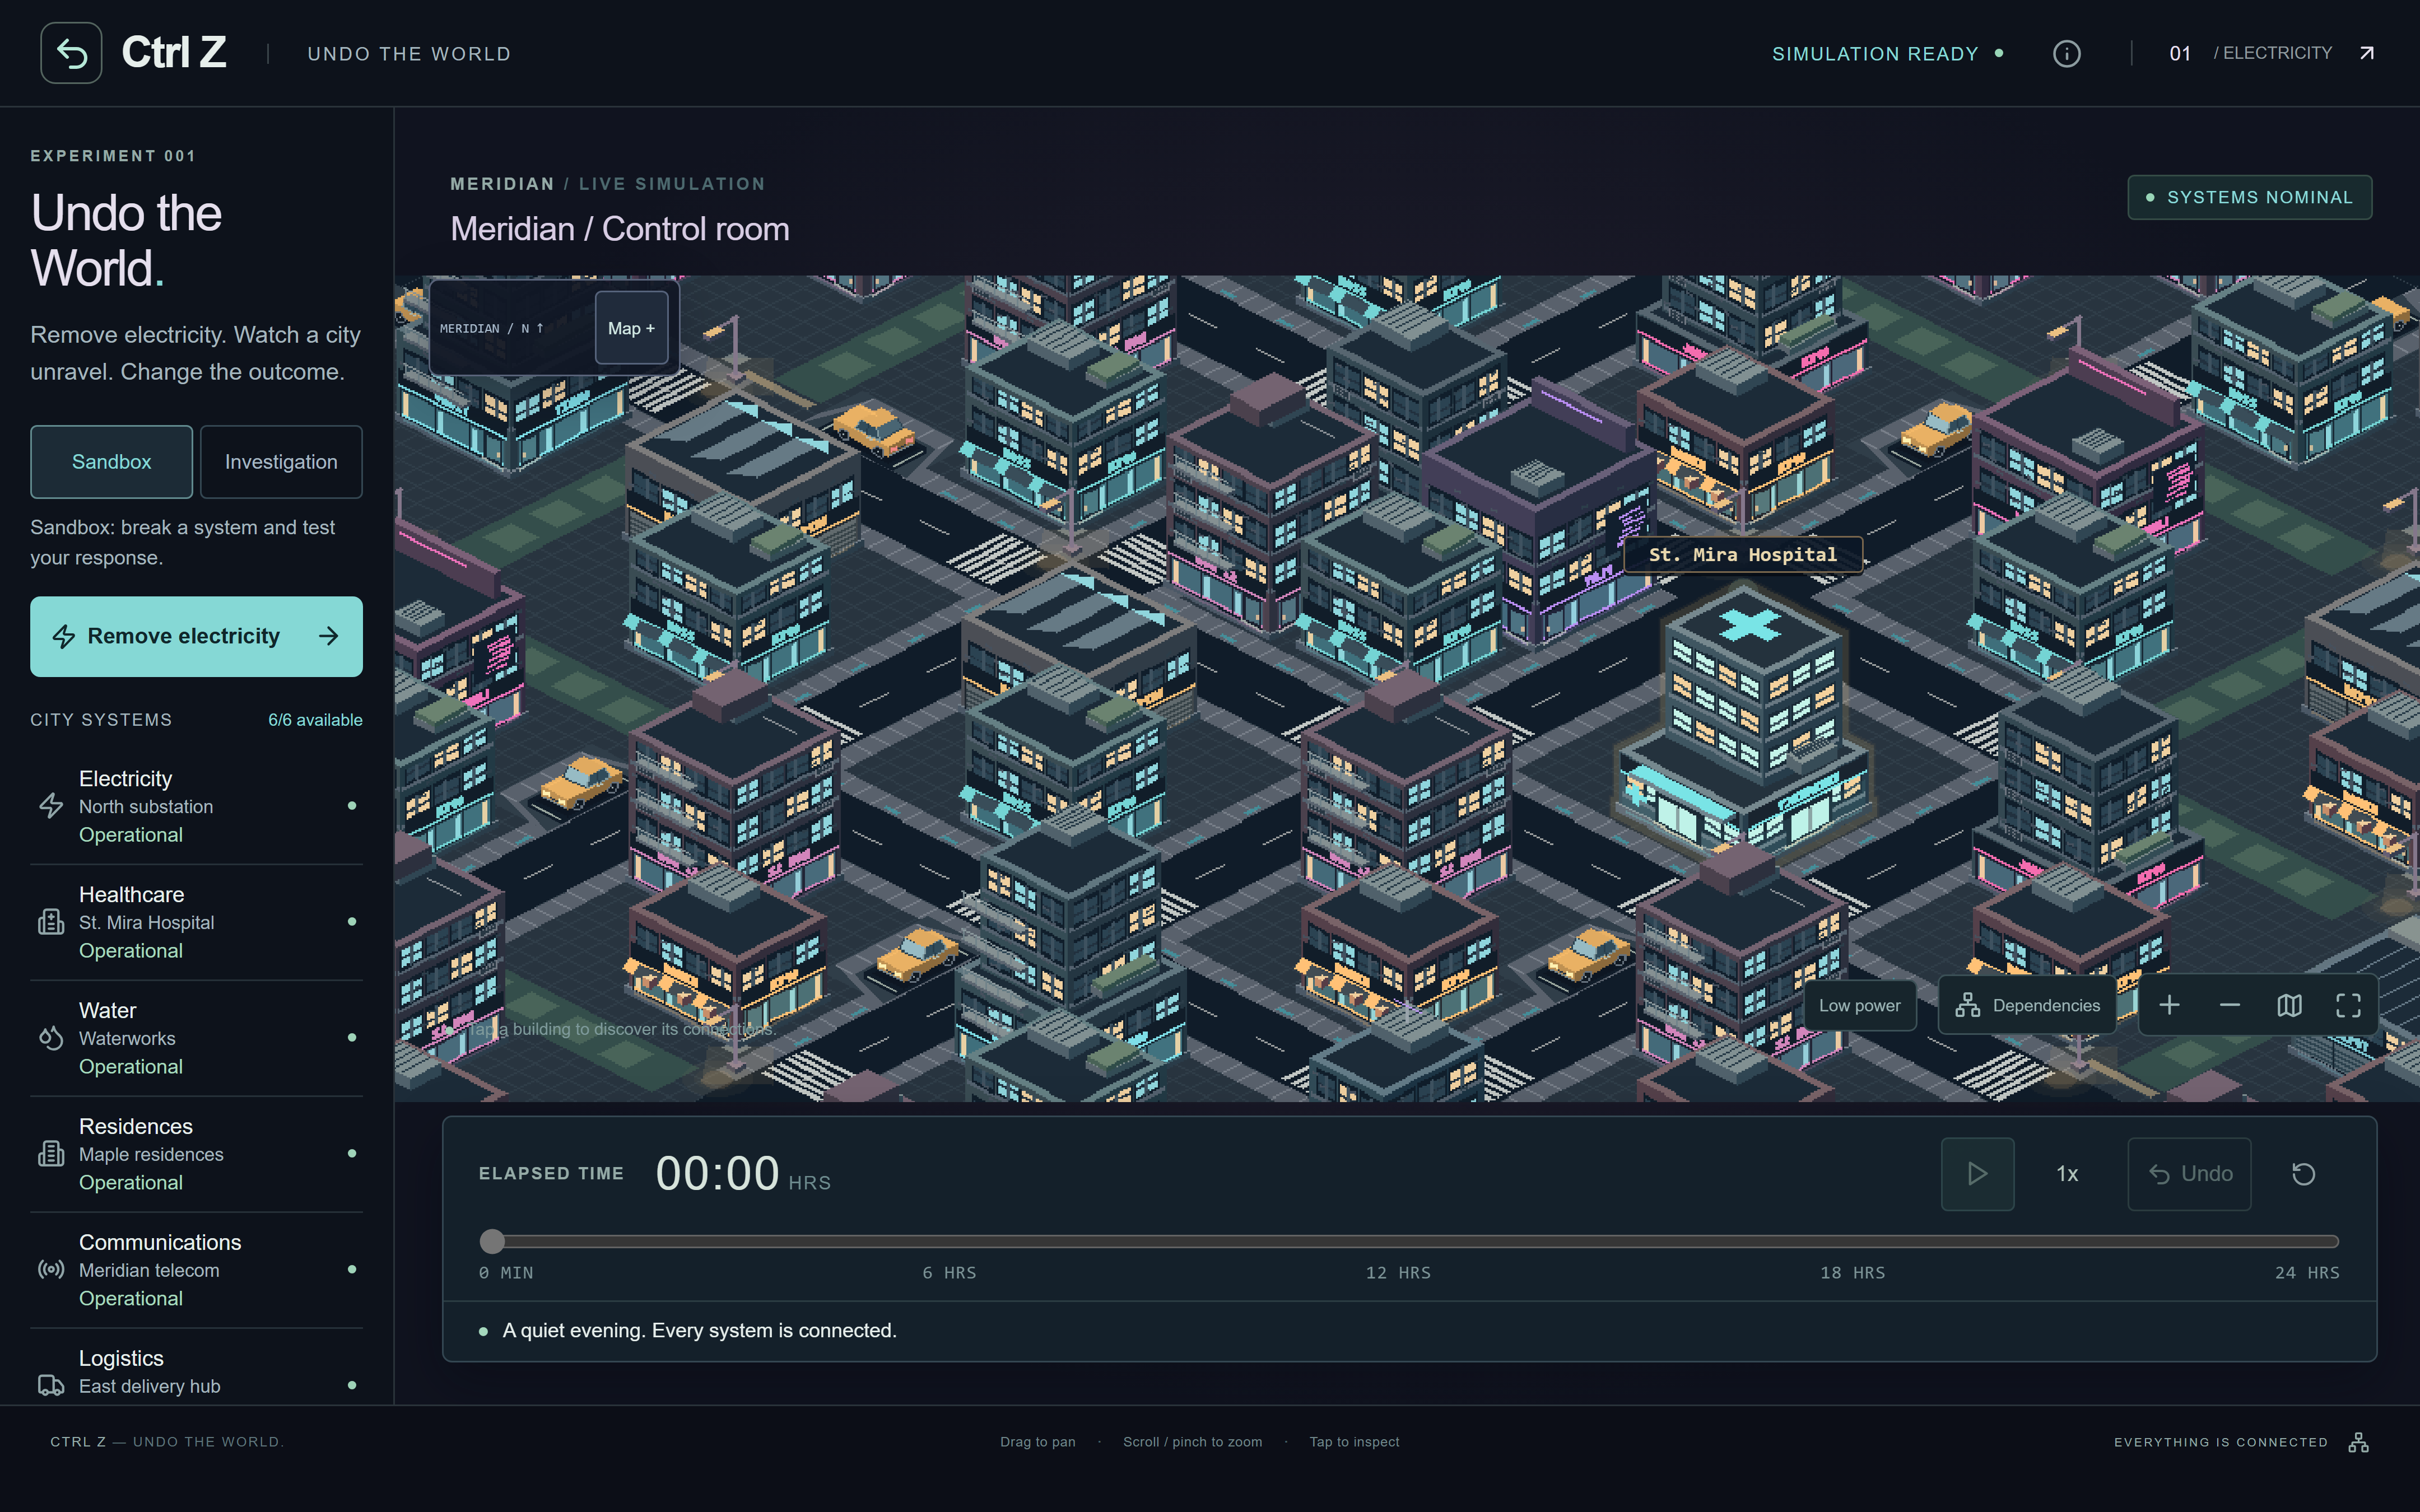 Ctrl Z
UNDO THE WORLD
SIMULATION READY
01 / ELECTRICITY
EXPERIMENT 001
Undo the
World.
Remove electricity. Watch a city
unravel. Change the outcome.
Sandbox
Investigation
Sandbox: break a system and test
your response.
Remove electricity
CITY SYSTEMS
6/6 available
Electricity
North substation
Operational
Healthcare
St. Mira Hospital
Operational
Water
Waterworks
Operational
Residences
Maple residences
Operational
Communications
Meridian telecom
Operational
Logistics
East delivery hub
MERIDIAN / LIVE SIMULATION
Meridian / Control room
SYSTEMS NOMINAL
MERIDIAN / N ↑
Map +
St. Mira Hospital
Tap a building to discover its connections.
Low power
Dependencies
ELAPSED TIME 00:00 HRS
1x
Undo
0 MIN
6 HRS
12 HRS
18 HRS
24 HRS
A quiet evening. Every system is connected.
CTRL Z — UNDO THE WORLD.
Drag to pan · Scroll / pinch to zoom · Tap to inspect
EVERYTHING IS CONNECTED